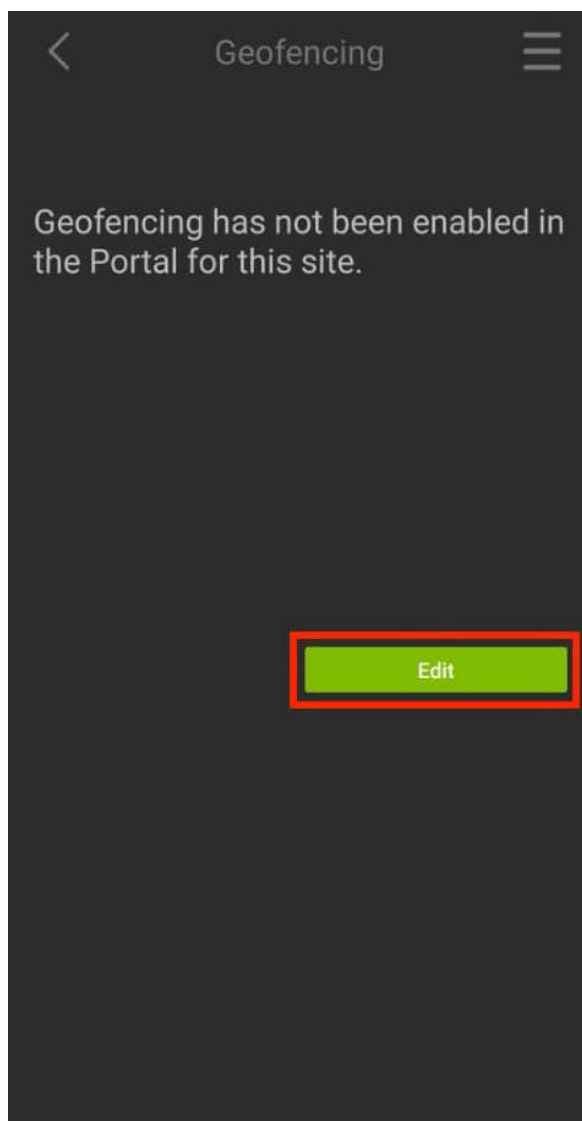 Geofencing
Geofencing has not been enabled in
the Portal for this site.
Edit